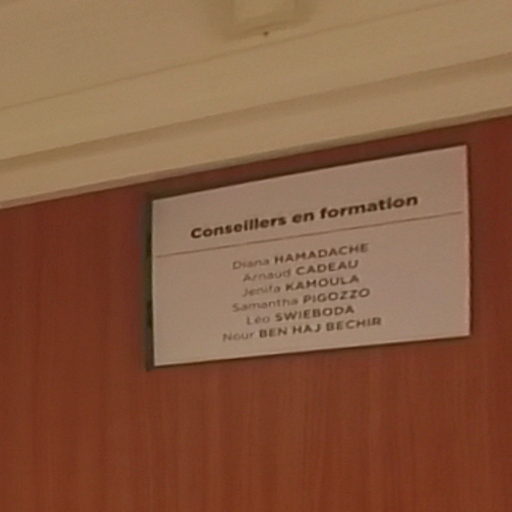 Conseillers en formation
Diana HAMADACHE
Arnaud CADEAU
Jenifa KAMOULA
Samantha PIGOZZO
Léo SWIEBODA
Nour BEN HAJ BECHIR